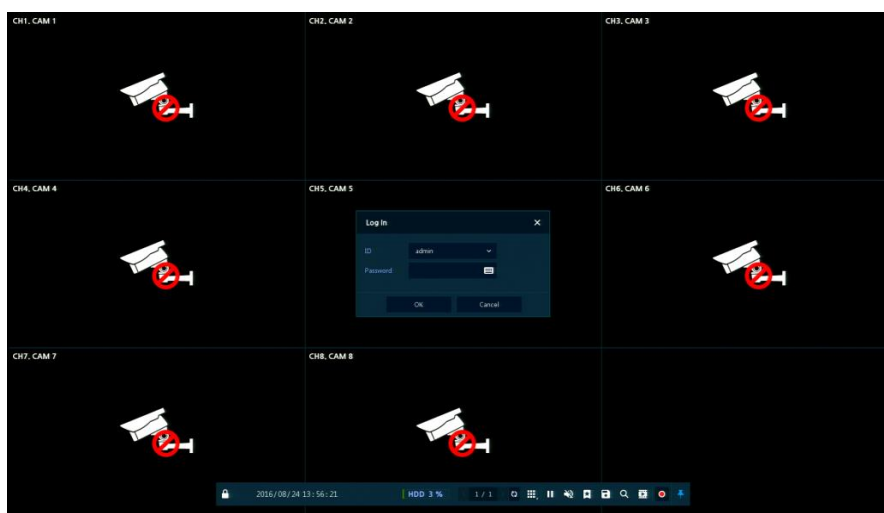 CH1, CAM 1
CH2, CAM 2
CH3, CAM 3
CH4, CAM 4
CH5, CAM 5
CH6, CAM 6
Log In
ID
admin
Password
OK Cancel
CH7, CAM 7
CH8, CAM 8
2016/08/24 13:56:21 HDD 3 % 1 / 1